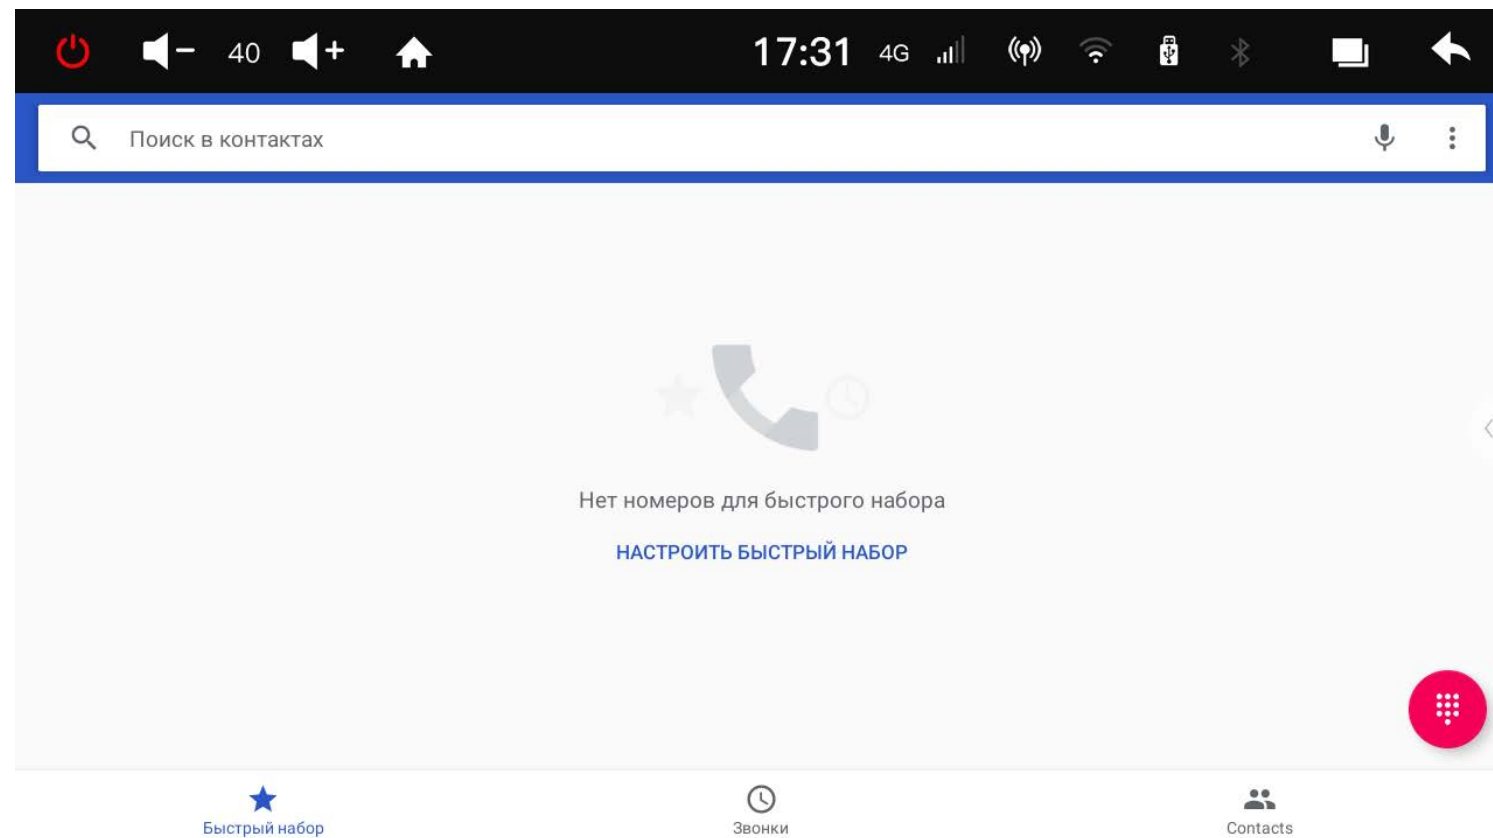 40 17:31 4G
Поиск в контактах
Нет номеров для быстрого набора
НАСТРОИТЬ БЫСТРЫЙ НАБОР
Быстрый набор Звонки Contacts